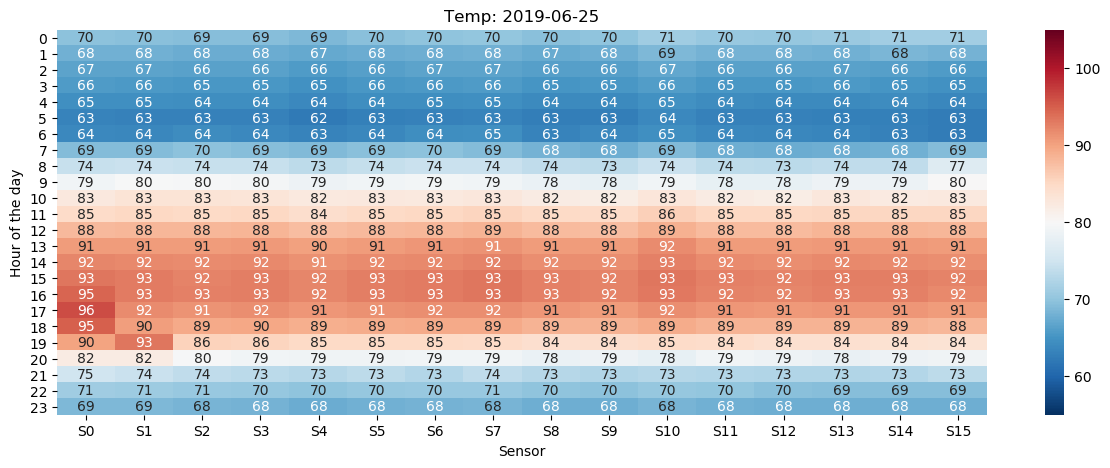 Temp: 2019-06-25
Hour of the day
0 70 70 69 69 69 70 70 70 70 70 71 70 70 71 71 71
1 68 68 68 68 67 68 68 68 67 68 69 68 68 68 68 68
2 67 67 66 66 66 66 67 67 66 66 67 66 66 67 66 66
3 66 66 65 65 65 66 66 66 65 65 66 65 65 66 65 65
4 65 65 64 64 64 64 65 65 64 64 65 64 64 64 64 64
5 63 63 63 63 62 63 63 63 63 63 64 63 63 63 63 63
6 64 64 64 64 63 64 64 65 63 64 65 64 64 64 63 63
7 69 69 70 69 69 69 70 69 68 68 69 68 68 68 68 69
8 74 74 74 74 73 74 74 74 74 73 74 74 73 74 74 77
9 79 80 80 80 79 79 79 79 78 78 79 78 78 79 79 80
10 83 83 83 83 82 83 83 83 82 82 83 82 82 83 82 83
11 85 85 85 85 84 85 85 85 85 85 86 85 85 85 85 85
12 88 88 88 88 88 88 88 89 88 88 89 88 88 88 88 88
13 91 91 91 91 90 91 91 91 91 91 92 91 91 91 91 91
14 92 92 92 92 91 92 92 92 92 92 93 92 92 92 92 92
15 93 93 92 93 92 93 93 93 93 92 93 93 92 93 93 92
16 95 93 93 93 92 93 93 93 93 92 93 93 93 93 93 92
17 96 92 91 92 91 91 92 92 91 91 92 91 91 91 91 91
18 95 90 89 90 89 89 89 89 89 89 89 89 89 89 89 88
19 90 93 86 86 85 85 85 85 84 84 85 84 84 84 84 84
20 82 82 80 79 79 79 79 79 78 79 78 79 79 78 79 79
21 75 74 74 73 73 73 73 74 73 73 73 73 73 73 73 73
22 71 71 71 70 70 70 70 71 70 70 70 70 70 69 69 69
23 69 69 68 68 68 68 68 68 68 68 68 68 68 68 68 68
S0 S1 S2 S3 S4 S5 S6 S7 S8 S9 S10 S11 S12 S13 S14 S15
Sensor
100
90
80
70
60